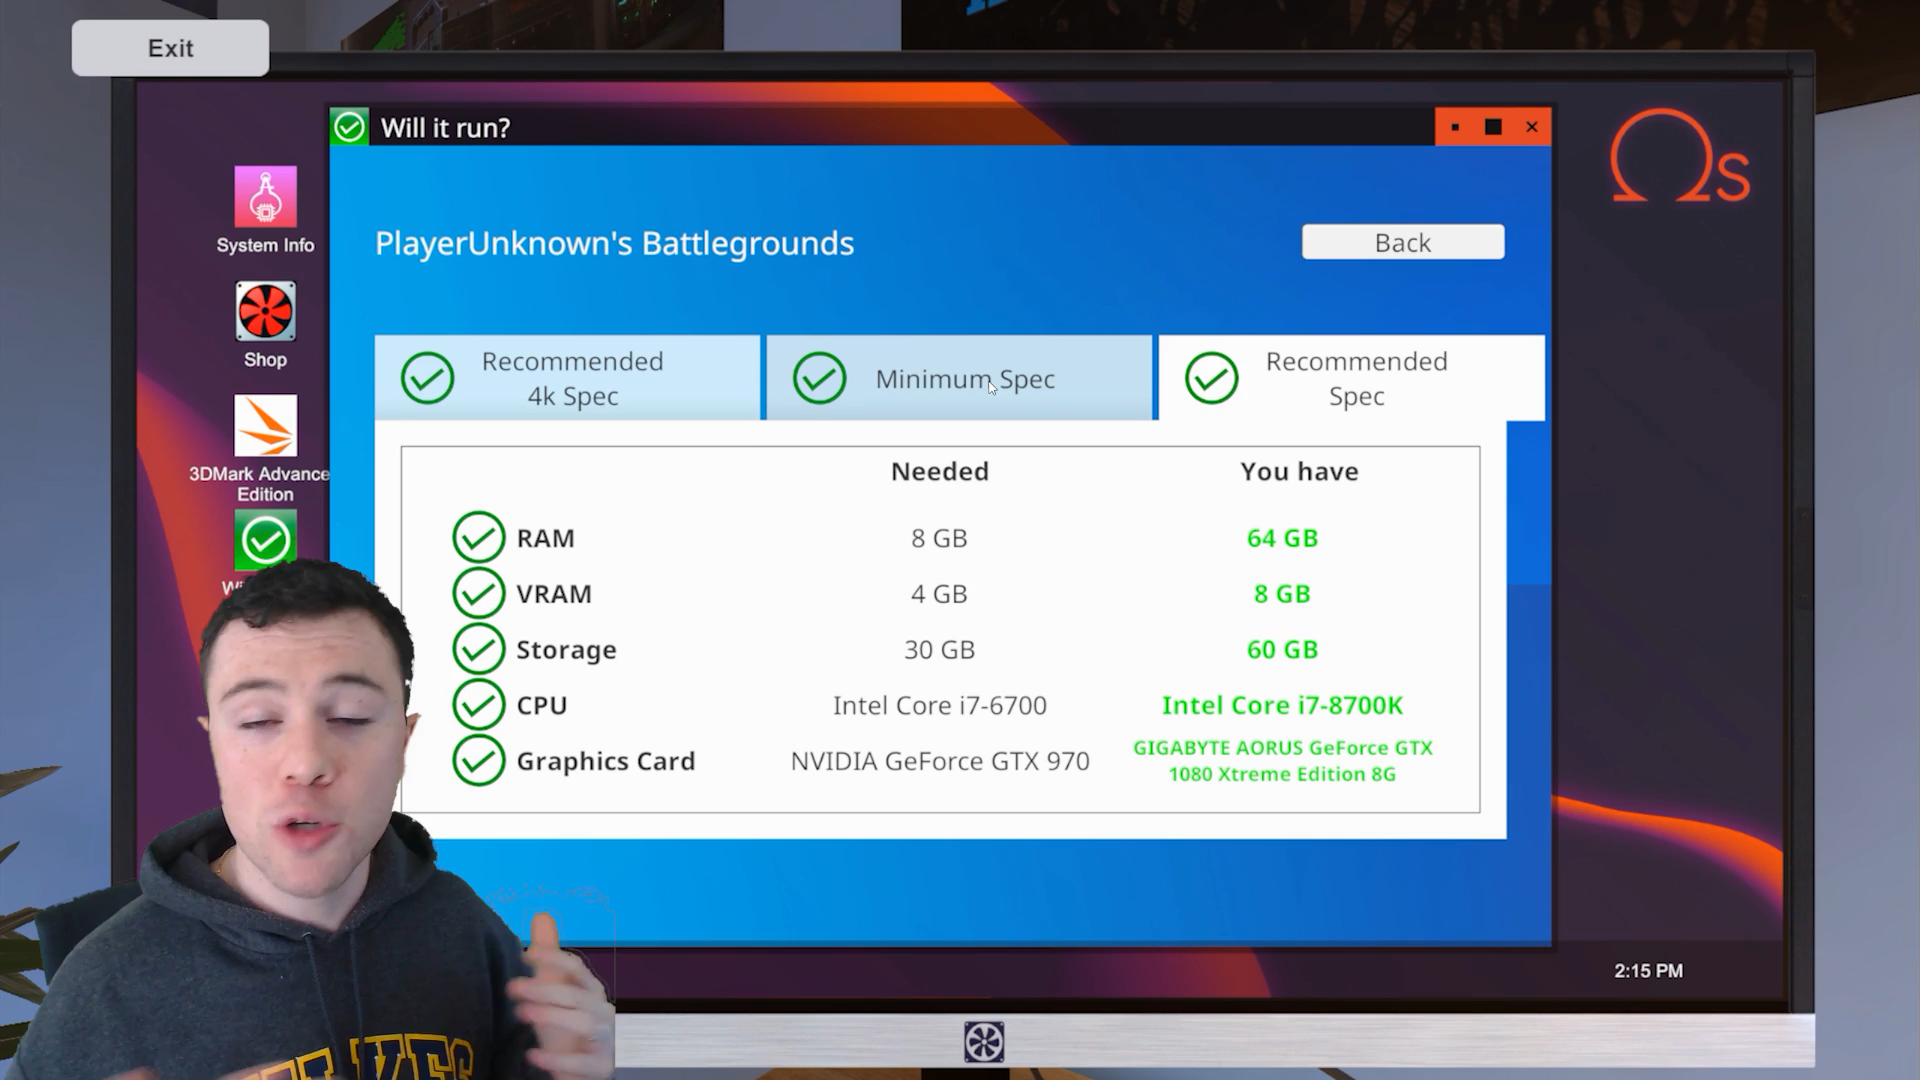 Exit
Will it run?
Ωs
System Info
PlayerUnknown's Battlegrounds
Back
Shop
Recommended
4k Spec
Minimum Spec
Recommended
Spec
3DMark Advance
Edition
Needed
You have
RAM
8 GB
64 GB
VRAM
4 GB
8 GB
Storage
30 GB
60 GB
CPU
Intel Core i7-6700
Intel Core i7-8700K
Graphics Card
NVIDIA GeForce GTX 970
GIGABYTE AORUS GeForce GTX
1080 Xtreme Edition 8G
2:15 PM